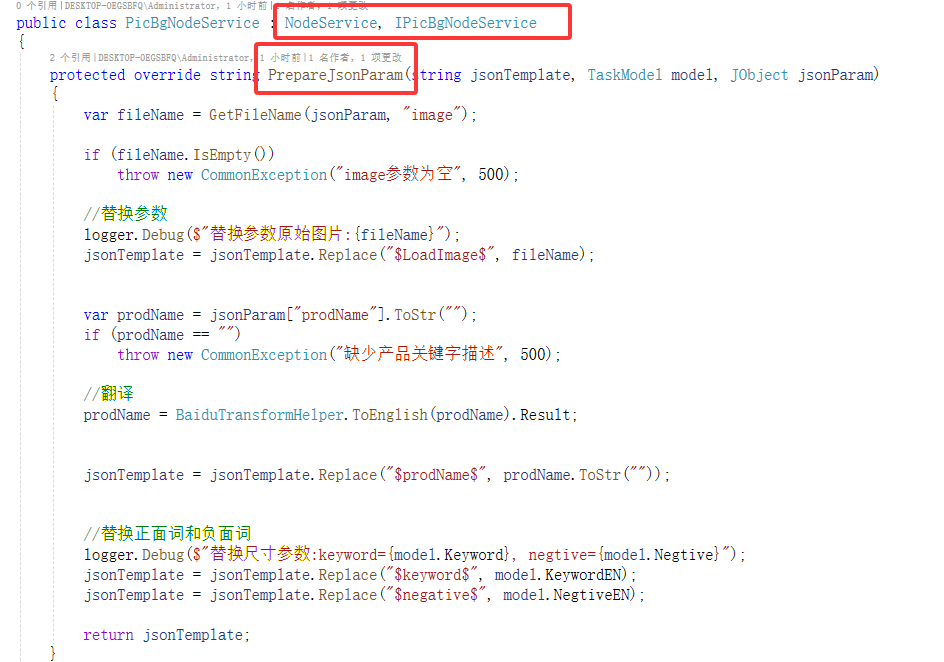 0 个引用|DESKTOP-OEGSBFQ\Administrator, 1 小时前|1 名作者, 1 项更改
public class PicBgNodeService : NodeService, IPicBgNodeService
{
2 个引用|DESKTOP-OEGSBFQ\Administrator, 1 小时前|1 名作者, 1 项更改
protected override string PrepareJsonParam(string jsonTemplate, TaskModel model, JObject jsonParam)
{
var fileName = GetFileName(jsonParam, "image");
if (fileName.IsEmpty())
throw new CommonException("image参数为空", 500);
//替换参数
logger.Debug($"替换参数原始图片:{fileName}");
jsonTemplate = jsonTemplate.Replace("$LoadImage$", fileName);
var prodName = jsonParam["prodName"].ToStr("");
if (prodName == "")
throw new CommonException("缺少产品关键字描述", 500);
//翻译
prodName = BaiduTransformHelper.ToEnglish(prodName).Result;
jsonTemplate = jsonTemplate.Replace("$prodName$", prodName.ToStr(""));
//替换正面词和负面词
logger.Debug($"替换尺寸参数:keyword={model.Keyword}, negtive={model.Negtive}");
jsonTemplate = jsonTemplate.Replace("$keyword$", model.KeywordEN);
jsonTemplate = jsonTemplate.Replace("$negative$", model.NegtiveEN);
return jsonTemplate;
}